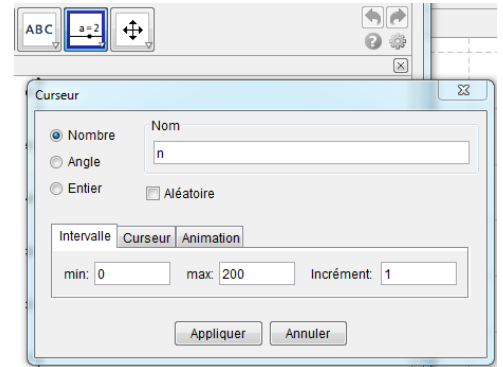 ABC
a=2
Curseur
Nombre
Angle
Entier
Nom
n
Aléatoire
Intervalle Curseur Animation
min: 0 max: 200 Incrément: 1
Appliquer Annuler